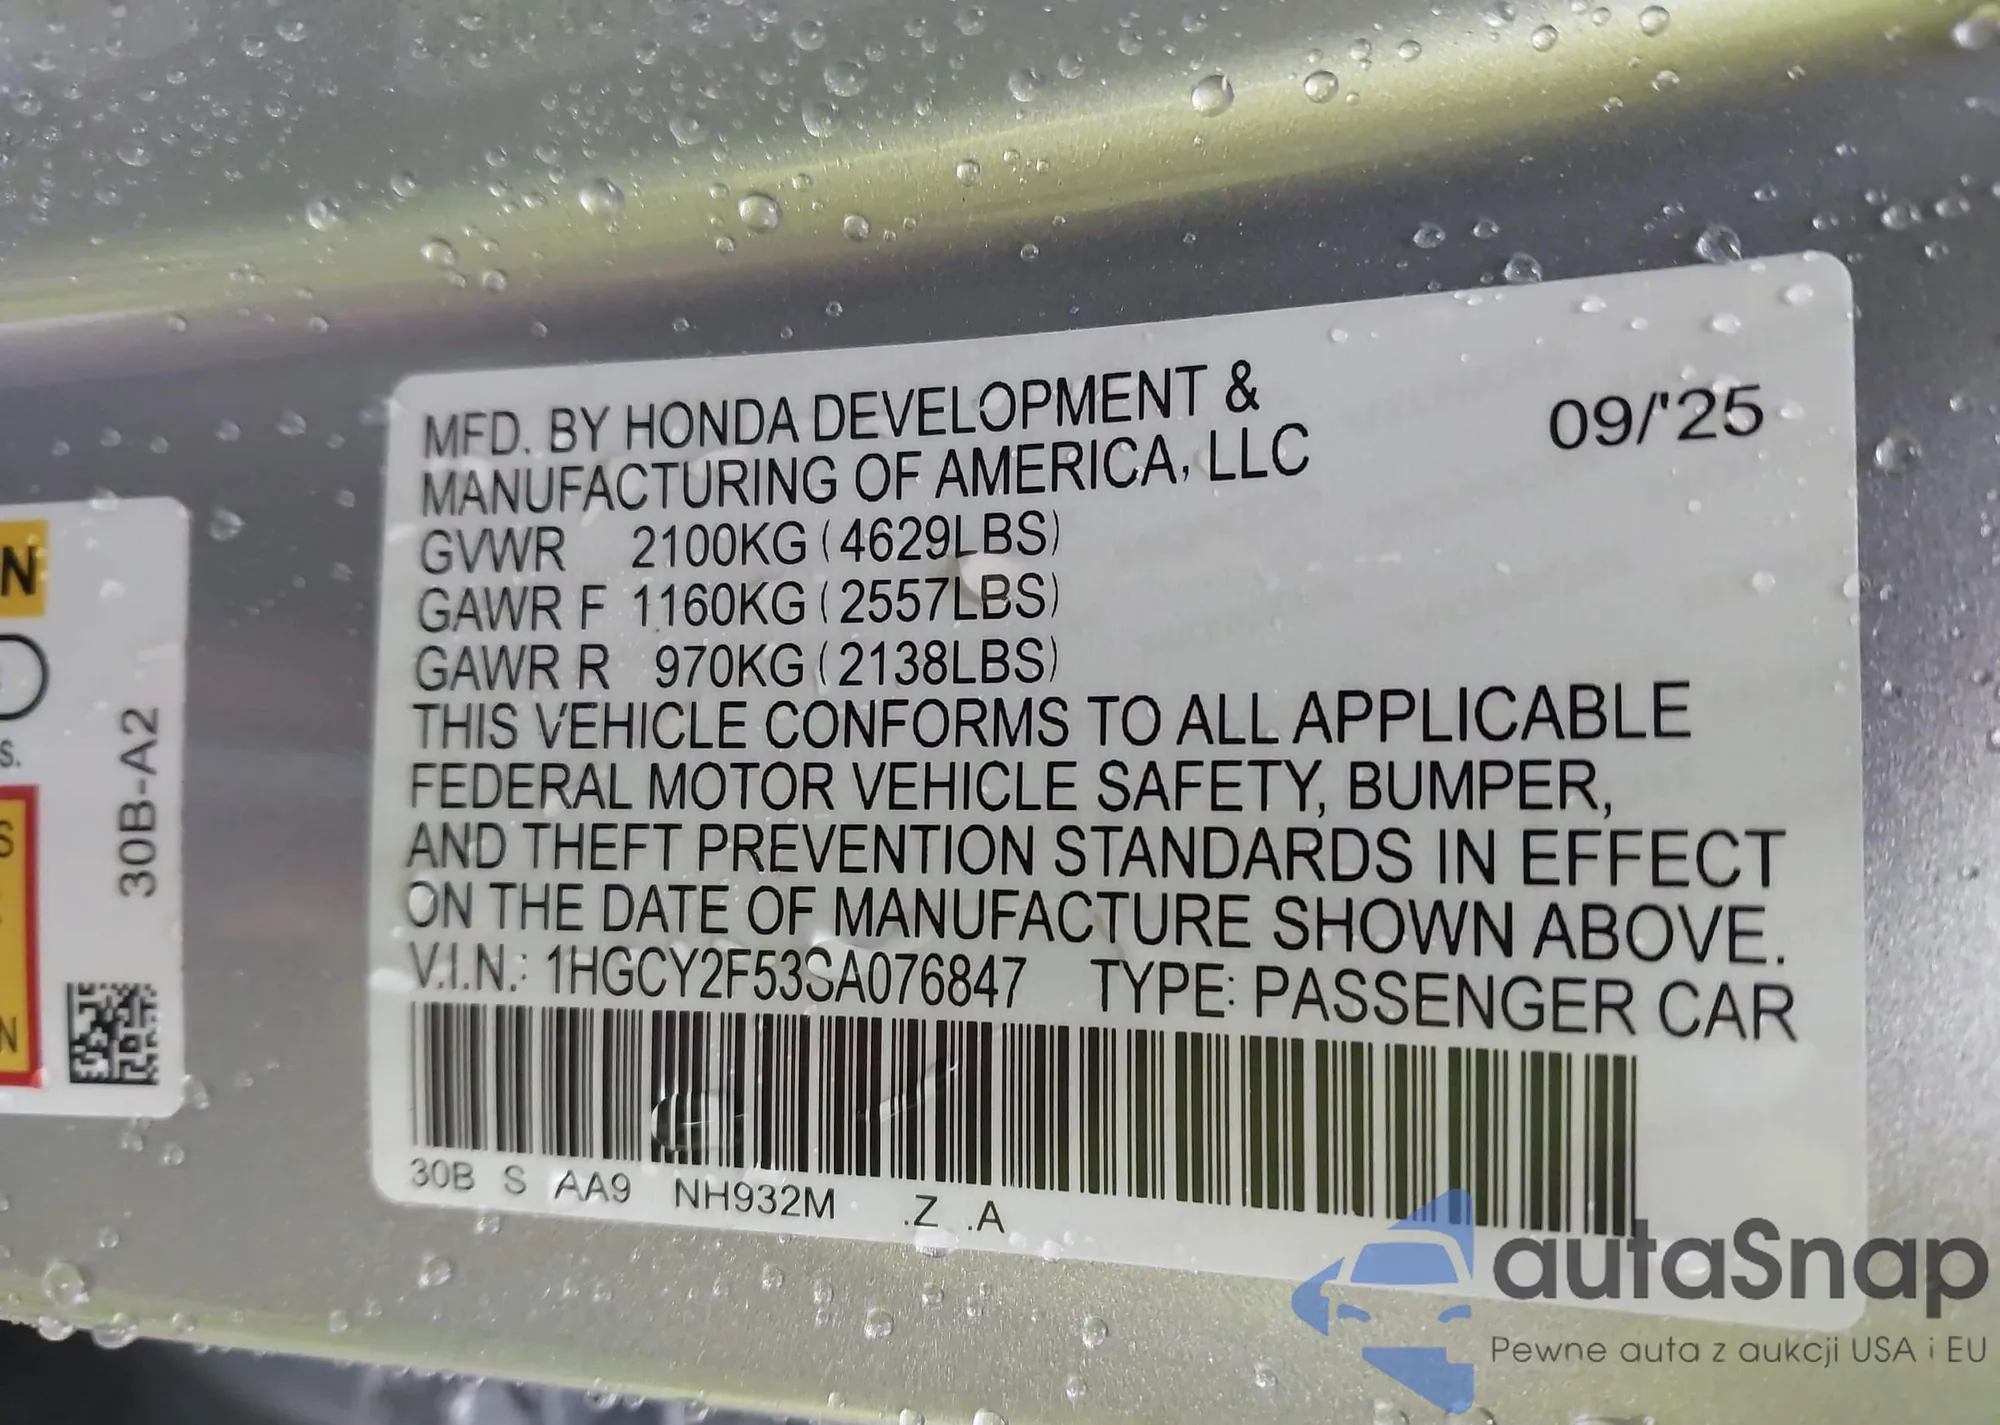 MFD. BY HONDA DEVELOPMENT &
MANUFACTURING OF AMERICA, LLC
09/'25
GVWR 2100KG (4629LBS)
GAWR F 1160KG (2557LBS)
GAWR R 970KG (2138LBS)
THIS VEHICLE CONFORMS TO ALL APPLICABLE
FEDERAL MOTOR VEHICLE SAFETY, BUMPER,
AND THEFT PREVENTION STANDARDS IN EFFECT
ON THE DATE OF MANUFACTURE SHOWN ABOVE.
V.I.N.: 1HGCY2F53SA076847 TYPE: PASSENGER CAR
30B S AA9 NH932M .Z .A
30B-A2
N
S.
S
N
autaSnap
Pewne auta z aukcji USA i EU